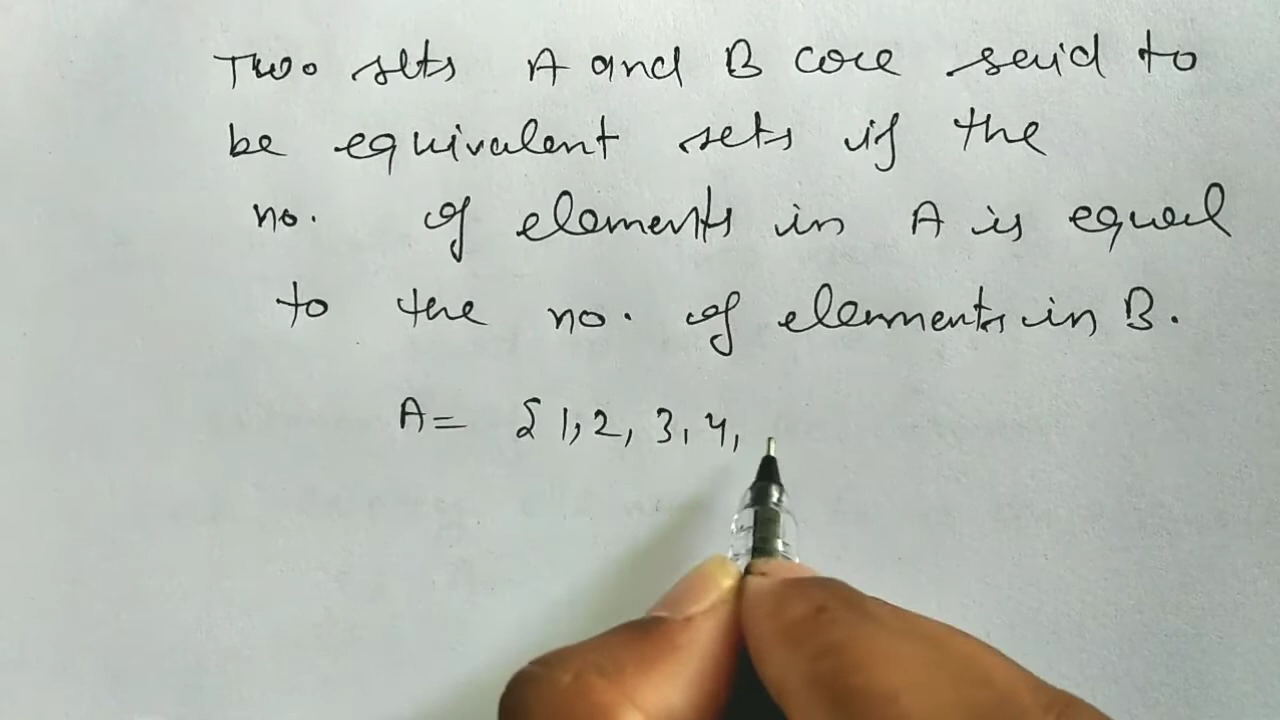 Two sets A and B are said to
be equivalent sets if the
no. of elements in A is equal
to the no. of elements in B.
A = { 1, 2, 3, 4,